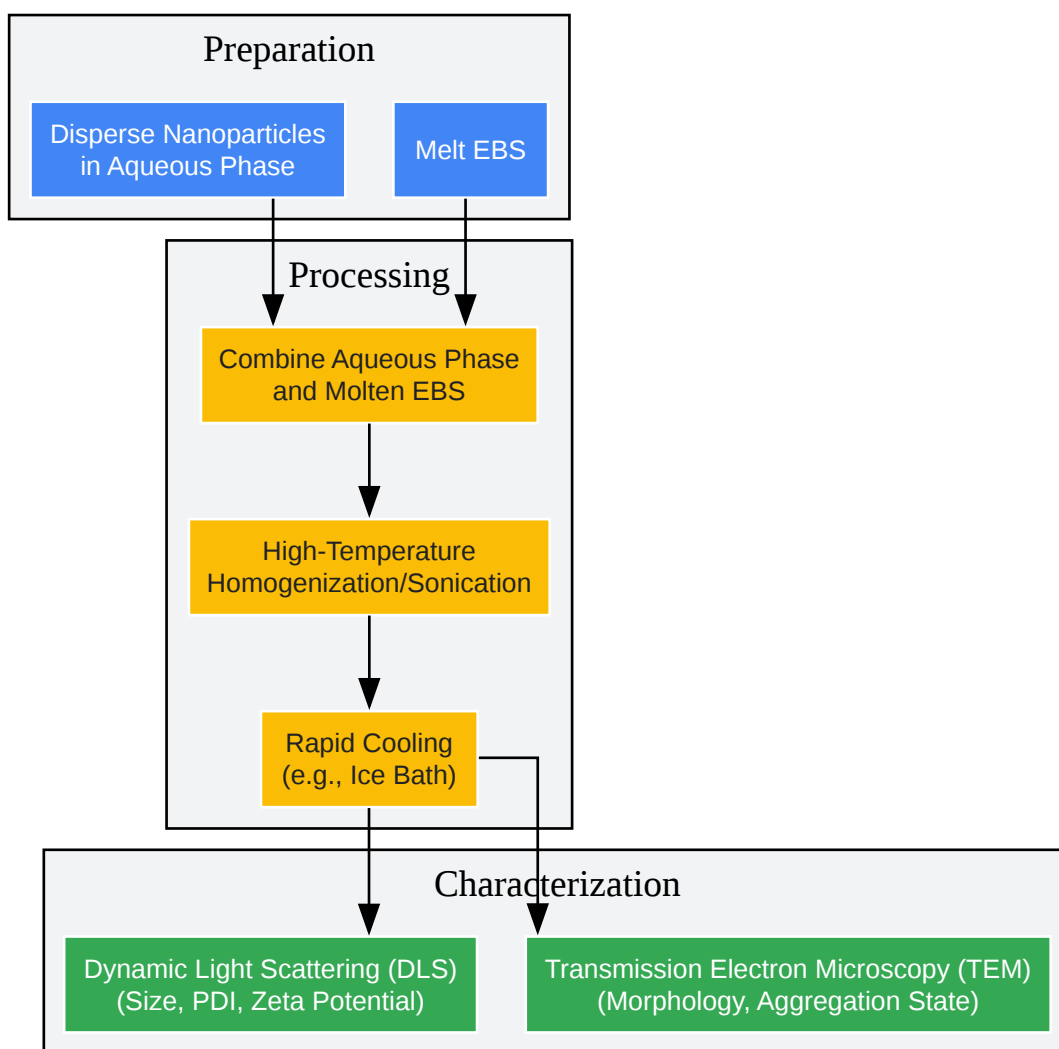 Preparation
Disperse Nanoparticles
in Aqueous Phase
Melt EBS
Processing
Combine Aqueous Phase
and Molten EBS
High-Temperature
Homogenization/Sonication
Rapid Cooling
(e.g., Ice Bath)
Characterization
Dynamic Light Scattering (DLS)
(Size, PDI, Zeta Potential)
Transmission Electron Microscopy (TEM)
(Morphology, Aggregation State)